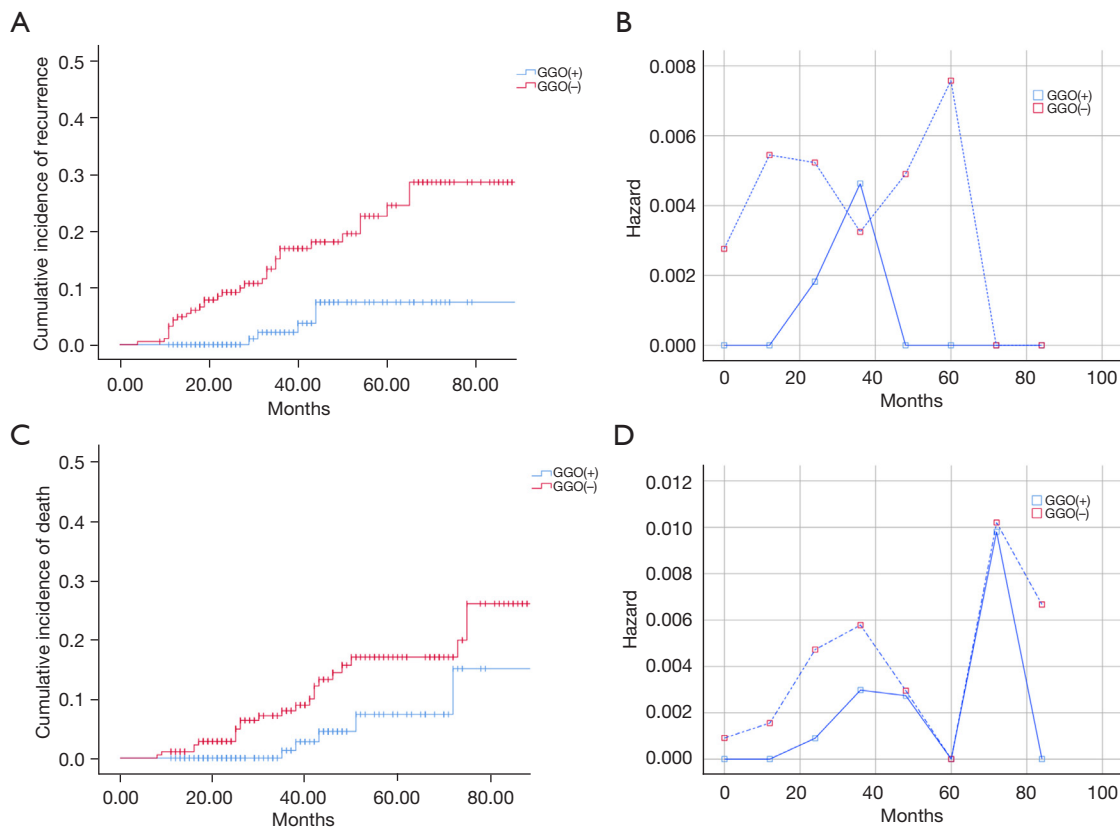 A
Cumulative incidence of recurrence
0.5
0.4
0.3
0.2
0.1
0.0
0.00
20.00
40.00
60.00
80.00
Months
GGO(+)
GGO(–)
B
Hazard
0.008
0.006
0.004
0.002
0.000
0
20
40
60
80
100
Months
GGO(+)
GGO(–)
C
Cumulative incidence of death
0.5
0.4
0.3
0.2
0.1
0.0
0.00
20.00
40.00
60.00
80.00
Months
GGO(+)
GGO(–)
D
Hazard
0.012
0.010
0.008
0.006
0.004
0.002
0.000
0
20
40
60
80
100
Months
GGO(+)
GGO(–)